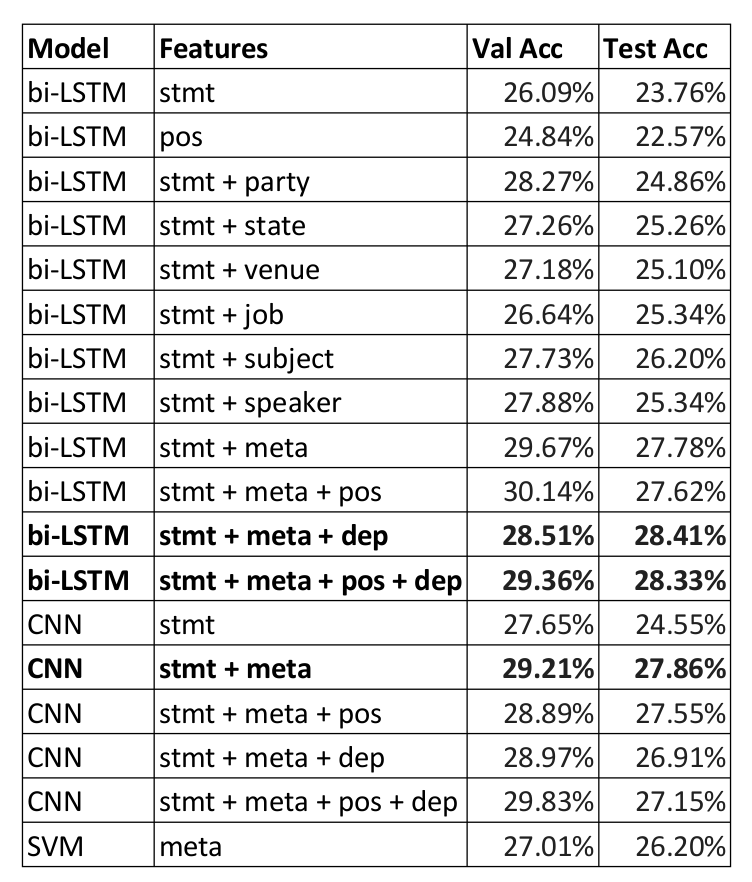 Model Features Val Acc Test Acc
bi-LSTM stmt 26.09% 23.76%
bi-LSTM pos 24.84% 22.57%
bi-LSTM stmt + party 28.27% 24.86%
bi-LSTM stmt + state 27.26% 25.26%
bi-LSTM stmt + venue 27.18% 25.10%
bi-LSTM stmt + job 26.64% 25.34%
bi-LSTM stmt + subject 27.73% 26.20%
bi-LSTM stmt + speaker 27.88% 25.34%
bi-LSTM stmt + meta 29.67% 27.78%
bi-LSTM stmt + meta + pos 30.14% 27.62%
bi-LSTM stmt + meta + dep 28.51% 28.41%
bi-LSTM stmt + meta + pos + dep 29.36% 28.33%
CNN stmt 27.65% 24.55%
CNN stmt + meta 29.21% 27.86%
CNN stmt + meta + pos 28.89% 27.55%
CNN stmt + meta + dep 28.97% 26.91%
CNN stmt + meta + pos + dep 29.83% 27.15%
SVM meta 27.01% 26.20%